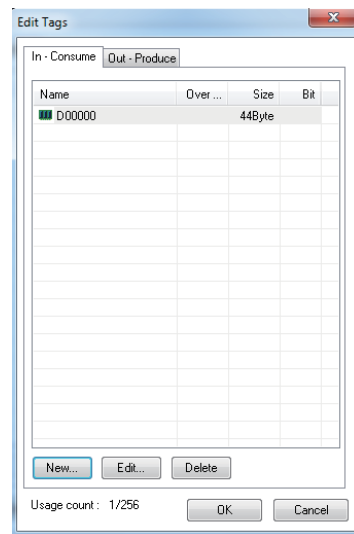 Edit Tags
In - Consume Out - Produce
Name Over ... Size Bit
D00000 44Byte
New... Edit... Delete
Usage count : 1/256 OK Cancel